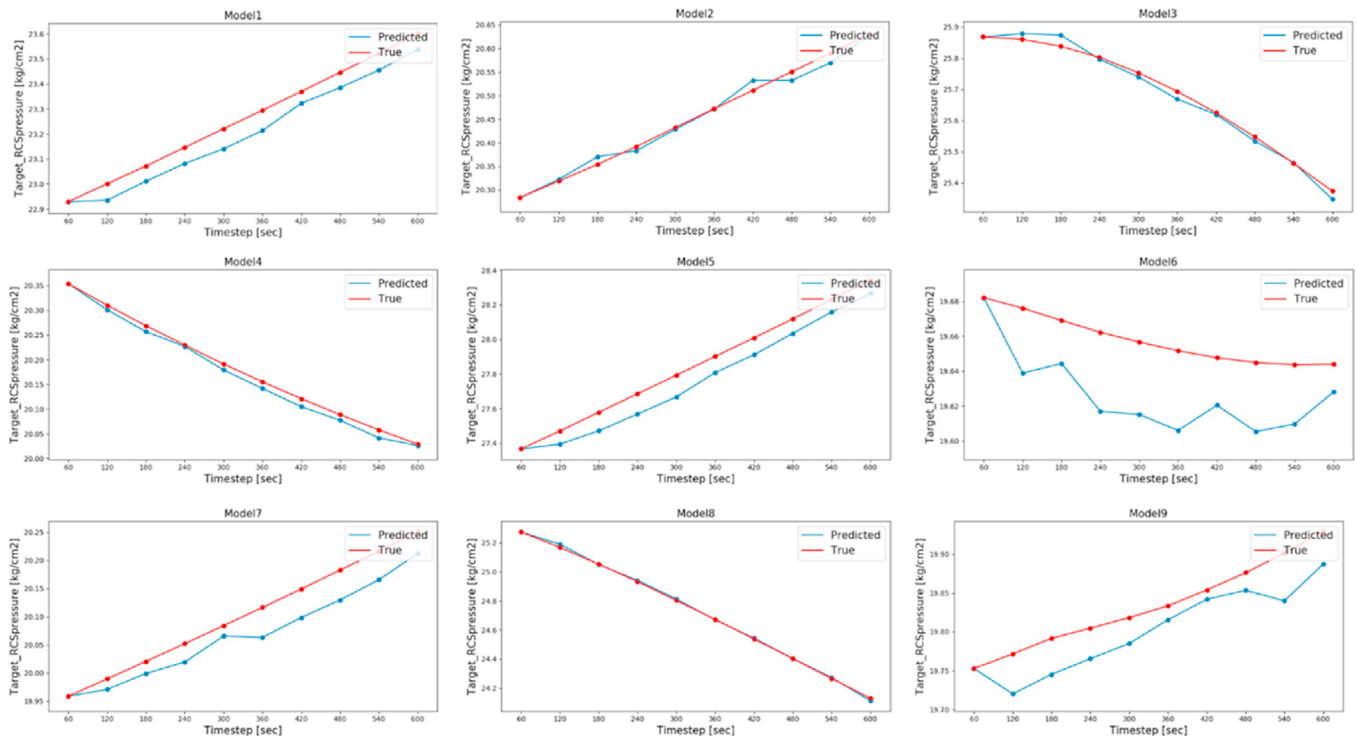 Model1
Target_RCSpressure [kg/cm2]
23.6
23.5
23.4
23.3
23.2
23.1
23.0
22.9
Predicted
True
60 120 180 240 300 360 420 480 540 600
Timestep [sec]
Model2
Target_RCSpressure [kg/cm2]
20.65
20.60
20.55
20.50
20.45
20.40
20.35
20.30
Predicted
True
60 120 180 240 300 360 420 480 540 600
Timestep [sec]
Model3
Target_RCSpressure [kg/cm2]
25.9
25.8
25.7
25.6
25.5
25.4
Predicted
True
60 120 180 240 300 360 420 480 540 600
Timestep [sec]
Model4
Target_RCSpressure [kg/cm2]
20.35
20.30
20.25
20.20
20.15
20.10
20.05
20.00
Predicted
True
60 120 180 240 300 360 420 480 540 600
Timestep [sec]
Model5
Target_RCSpressure [kg/cm2]
28.4
28.2
28.0
27.8
27.6
27.4
Predicted
True
60 120 180 240 300 360 420 480 540 600
Timestep [sec]
Model6
Target_RCSpressure [kg/cm2]
19.68
19.66
19.64
19.62
19.60
Predicted
True
60 120 180 240 300 360 420 480 540 600
Timestep [sec]
Model7
Target_RCSpressure [kg/cm2]
20.25
20.20
20.15
20.10
20.05
20.00
19.95
Predicted
True
60 120 180 240 300 360 420 480 540 600
Timestep [sec]
Model8
Target_RCSpressure [kg/cm2]
25.2
25.0
24.8
24.6
24.4
24.2
Predicted
True
60 120 180 240 300 360 420 480 540 600
Timestep [sec]
Model9
Target_RCSpressure [kg/cm2]
19.90
19.85
19.80
19.75
19.70
Predicted
True
60 120 180 240 300 360 420 480 540 600
Timestep [sec]